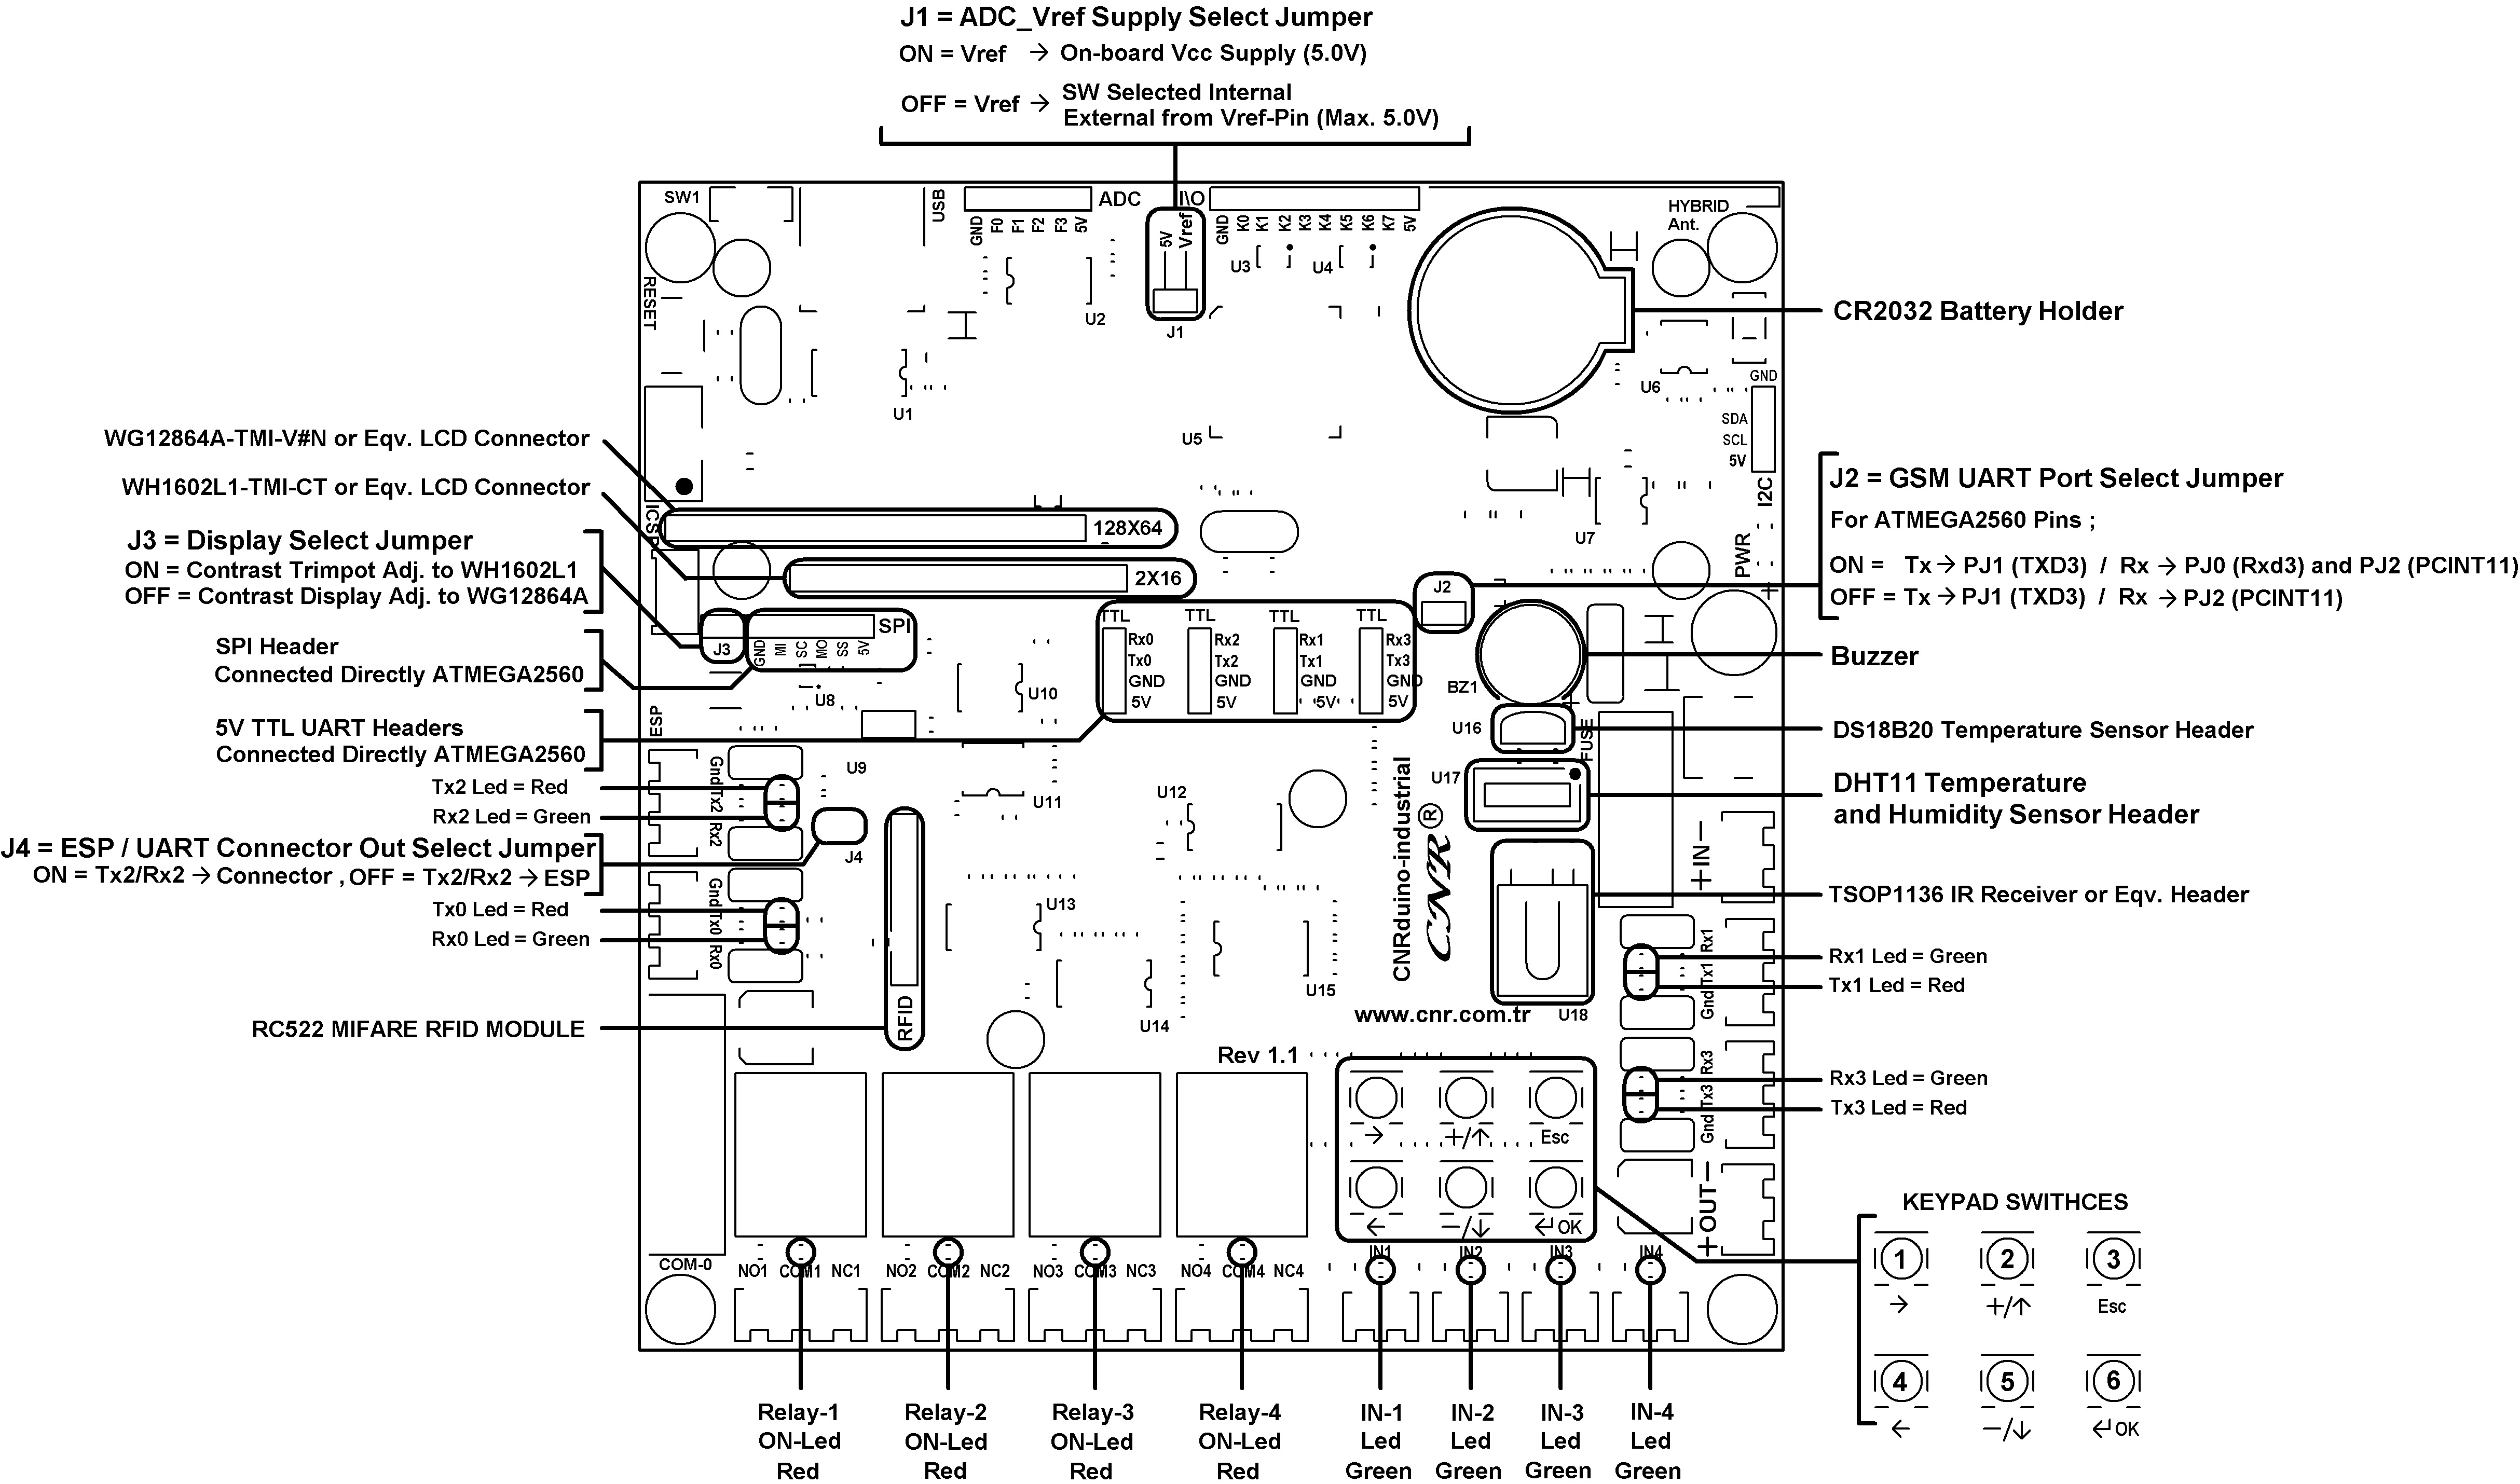 J1 = ADC_Vref Supply Select Jumper
ON = Vref → On-board Vcc Supply (5.0V)
OFF = Vref → SW Selected Internal
External from Vref-Pin (Max. 5.0V)
SW1
USB
ADC
I\O
GND
F0
F1
F2
F3
5V
5V
Vref
J1
GND
K0
K1
K2
K3
K4
K5
K6
K7
5V
HYBRID
Ant.
RESET
U2
U3
U4
U1
U5
U6
CR2032 Battery Holder
GND
SDA
SCL
5V
I2C
WG12864A-TMI-V#N or Eqv. LCD Connector
WH1602L1-TMI-CT or Eqv. LCD Connector
J3 = Display Select Jumper
ON = Contrast Trimpot Adj. to WH1602L1
OFF = Contrast Display Adj. to WG12864A
SPI Header
Connected Directly ATMEGA2560
5V TTL UART Headers
Connected Directly ATMEGA2560
Tx2 Led = Red
Rx2 Led = Green
J4 = ESP / UART Connector Out Select Jumper
ON = Tx2/Rx2 → Connector , OFF = Tx2/Rx2 → ESP
Tx0 Led = Red
Rx0 Led = Green
RC522 MIFARE RFID MODULE
ICSP
128X64
2X16
J3
SPI
GND
MI
SC
MO
SS
5V
U8
U10
TTL
Rx0
Tx0
GND
5V
TTL
Rx2
Tx2
GND
5V
TTL
Rx1
Tx1
GND
5V
TTL
Rx3
Tx3
GND
5V
J2
U7
PWR
+
J2 = GSM UART Port Select Jumper
For ATMEGA2560 Pins ;
ON = Tx → PJ1 (TXD3) / Rx → PJ0 (Rxd3) and PJ2 (PCINT11)
OFF = Tx → PJ1 (TXD3) / Rx → PJ2 (PCINT11)
BZ1
+
Buzzer
U16
FUSE
DS18B20 Temperature Sensor Header
U17
DHT11 Temperature
and Humidity Sensor Header
TSOP1136 IR Receiver or Eqv. Header
Rx1 Led = Green
Tx1 Led = Red
Rx3 Led = Green
Tx3 Led = Red
ESP
Gnd Tx2 Rx2
U9
J4
Gnd Tx0 Rx0
U11
U12
U13
U14
U15
RFID
CNRduino-industrial
CNR®
www.cnr.com.tr
U18
+IN−
Gnd Tx1 Rx1
Gnd Tx3 Rx3
+OUT−
Rev 1.1
→
+/↑
Esc
←
−/↓
↵ OK
COM-0
NO1 COM1 NC1
NO2 COM2 NC2
NO3 COM3 NC3
NO4 COM4 NC4
IN1
IN2
IN3
IN4
KEYPAD SWITHCES
1
2
3
→
+/↑
Esc
4
5
6
←
−/↓
↵ OK
Relay-1
ON-Led
Red
Relay-2
ON-Led
Red
Relay-3
ON-Led
Red
Relay-4
ON-Led
Red
IN-1
Led
Green
IN-2
Led
Green
IN-3
Led
Green
IN-4
Led
Green